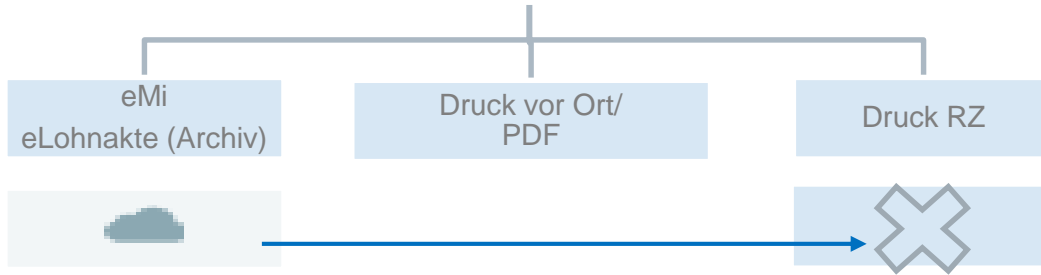 eMi
eLohnakte (Archiv)
Druck vor Ort/
PDF
Druck RZ